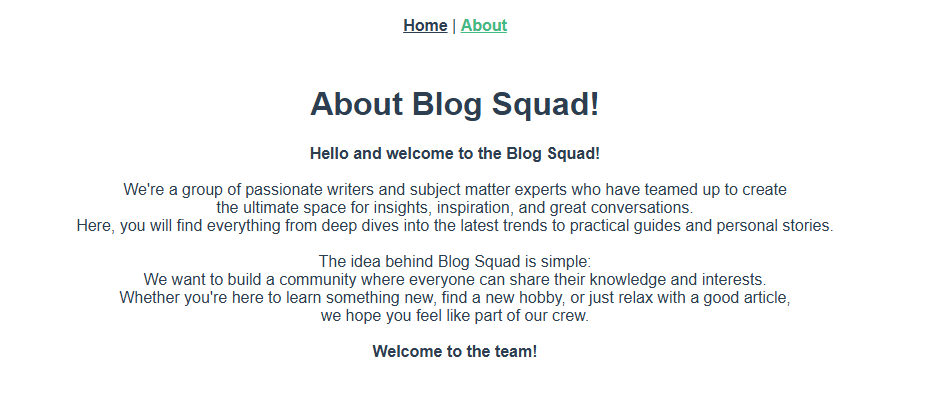 Home | About
About Blog Squad!
Hello and welcome to the Blog Squad!
We're a group of passionate writers and subject matter experts who have teamed up to create
the ultimate space for insights, inspiration, and great conversations.
Here, you will find everything from deep dives into the latest trends to practical guides and personal stories.
The idea behind Blog Squad is simple:
We want to build a community where everyone can share their knowledge and interests.
Whether you're here to learn something new, find a new hobby, or just relax with a good article,
we hope you feel like part of our crew.
Welcome to the team!